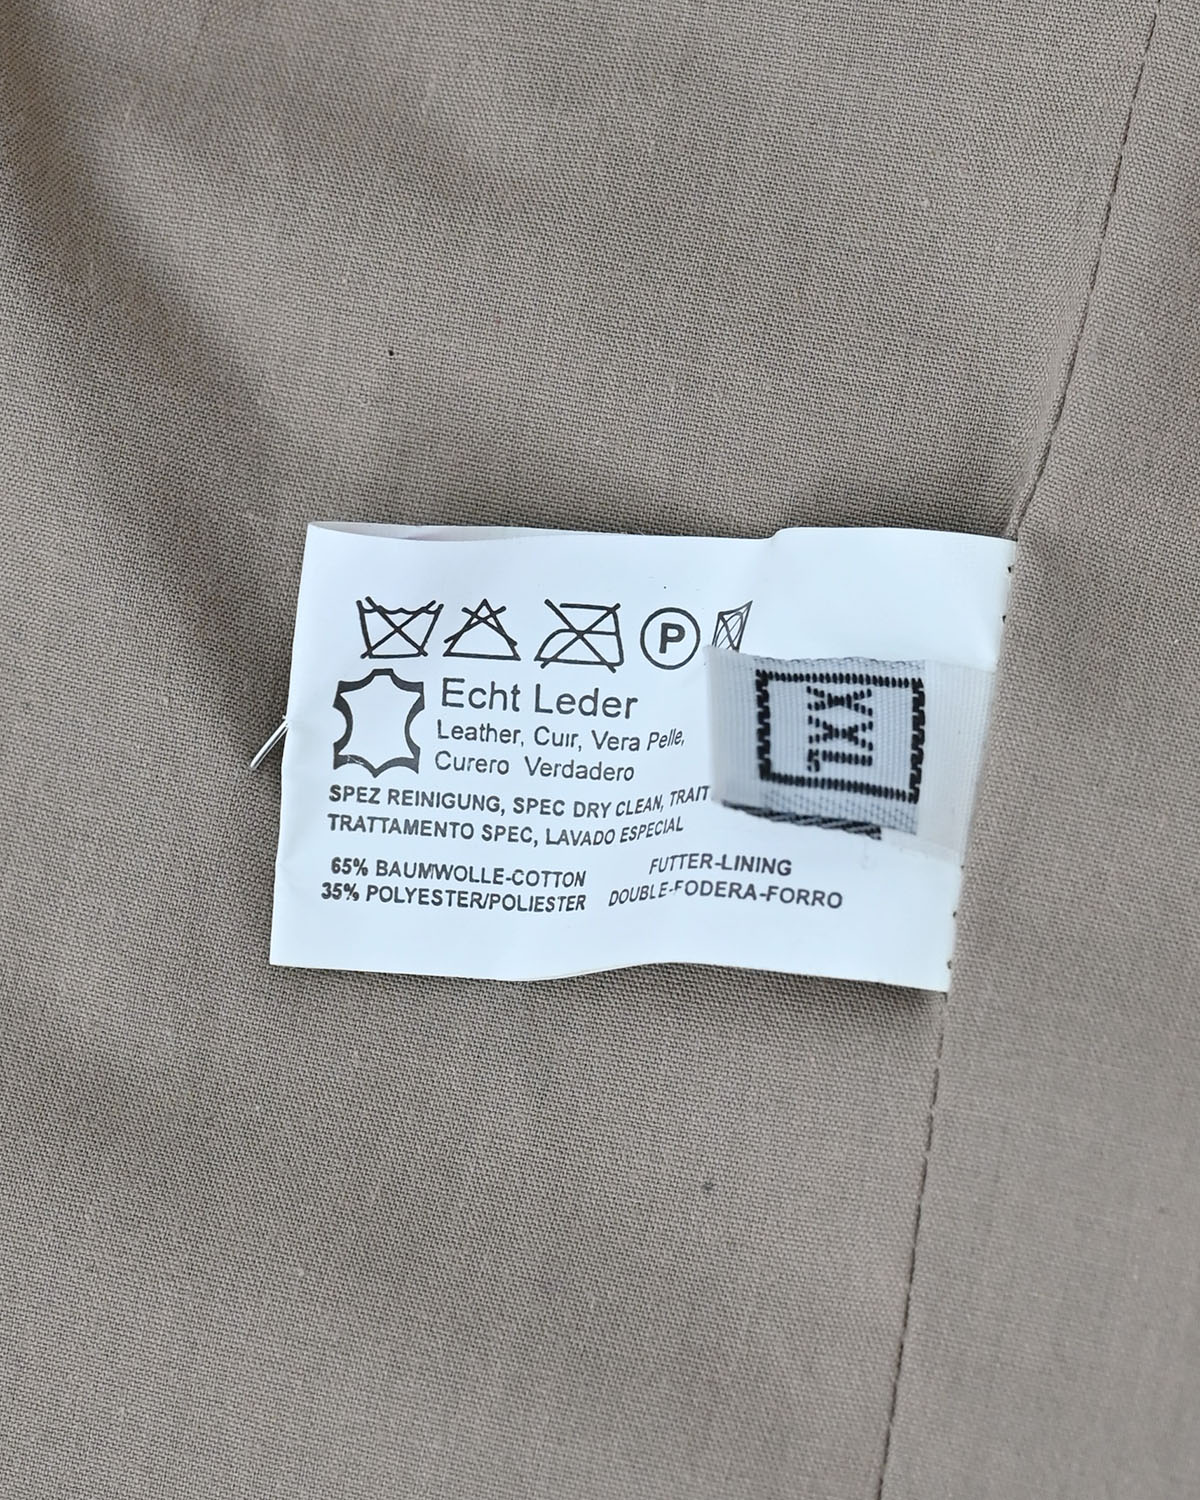 P
Echt Leder
Leather, Cuır, Vera Pelle,
Curero Verdadero
SPEZ REINIGUNG, SPEC DRY CLEAN, TRAIT
TRATTAMENTO SPEC, LAVADO ESPECIAL
65% BAUMWOLLE-COTTON FUTTER-LINING
35% POLYESTER/POLIESTER DOUBLE-FODERA-FORRO
XXL